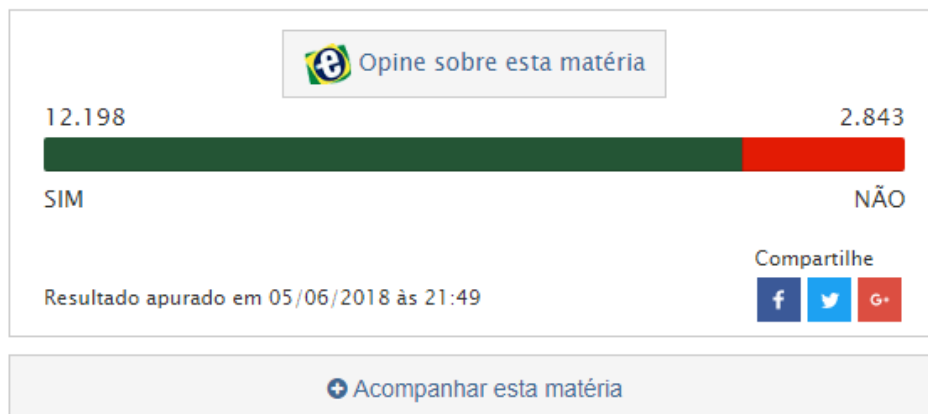 Opine sobre esta matéria
12.198 2.843
SIM NÃO
Compartilhe
Resultado apurado em 05/06/2018 às 21:49
Acompanhar esta matéria